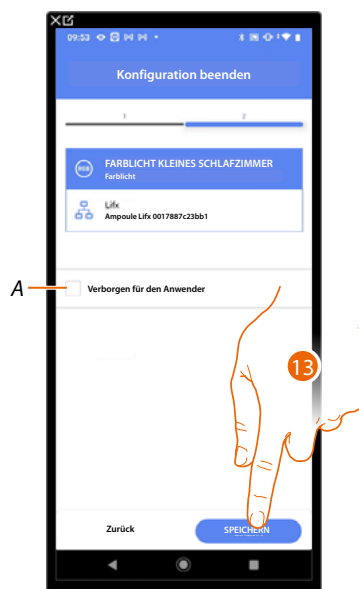 09:53
Konfiguration beenden
1
2
RGB
FARBLICHT KLEINES SCHLAFZIMMER
Farblicht
Lifx
Ampoule Lifx 0017887c23bb1
A
Verborgen für den Anwender
13
Zurück
SPEICHERN